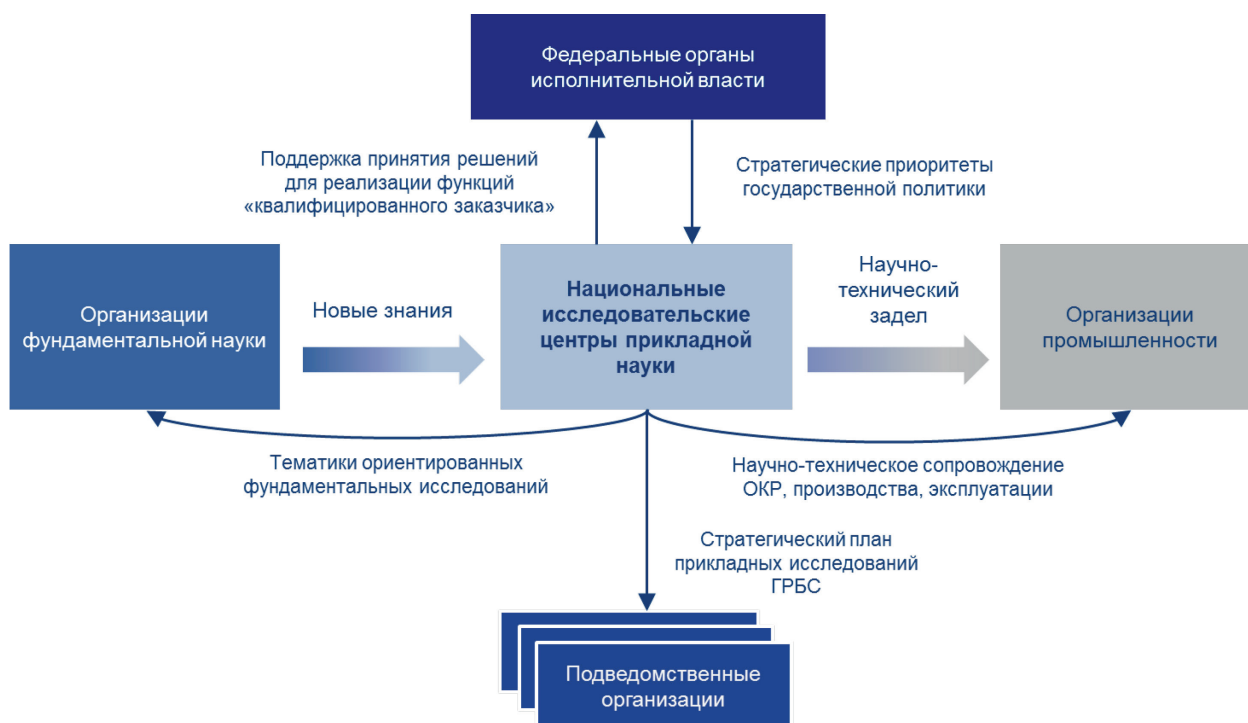 Федеральные органы
исполнительной власти
Поддержка принятия решений
для реализации функций
«квалифицированного заказчика»
Стратегические приоритеты
государственной политики
Организации
фундаментальной науки
Новые знания
Национальные
исследовательские
центры прикладной
науки
Научно-
технический
задел
Организации
промышленности
Тематики ориентированных
фундаментальных исследований
Научно-техническое сопровождение
ОКР, производства, эксплуатации
Стратегический план
прикладных исследований
ГРБС
Подведомственные
организации